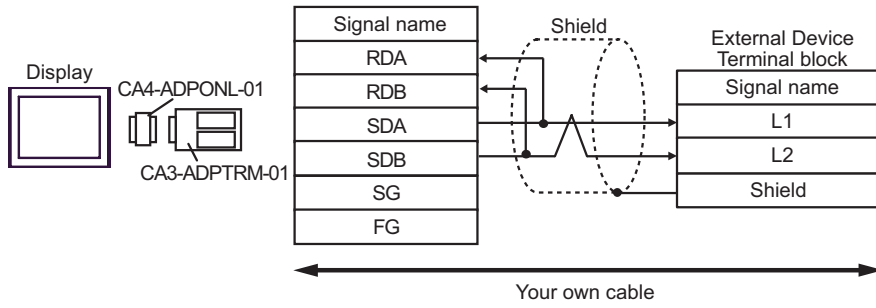 Display
CA4-ADPONL-01
CA3-ADPTRM-01
Signal name
RDA
RDB
SDA
SDB
SG
FG
Shield
External Device
Terminal block
Signal name
L1
L2
Shield
Your own cable